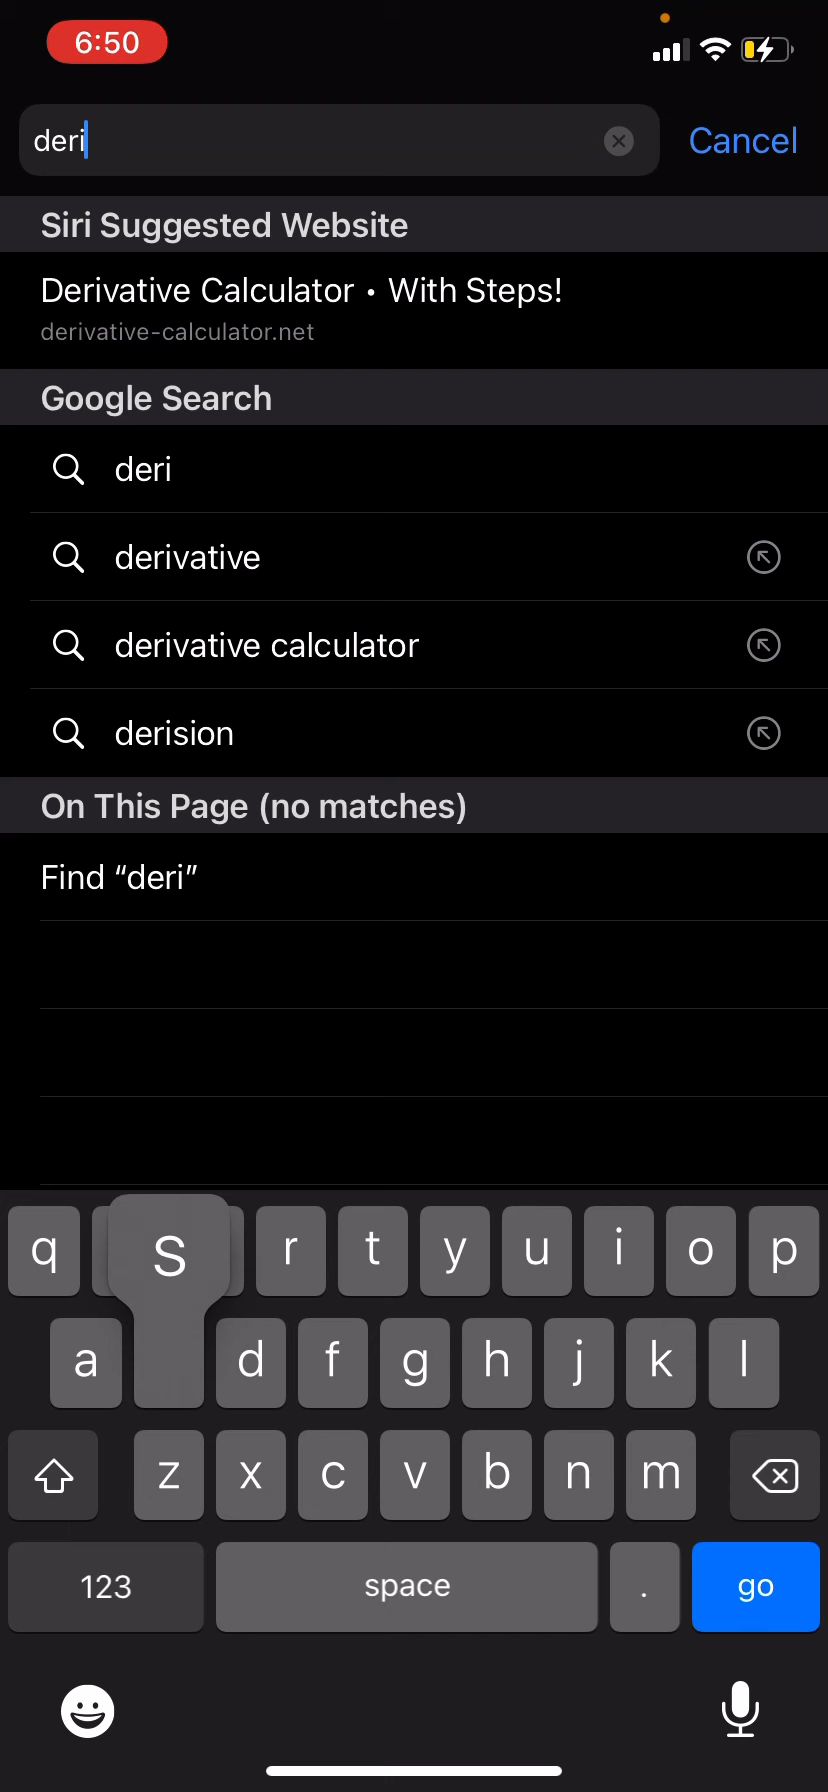 6:50
deri
Cancel
Siri Suggested Website
Derivative Calculator • With Steps!
derivative-calculator.net
Google Search
deri
derivative
derivative calculator
derision
On This Page (no matches)
Find “deri”
q s r t y u i o p
a d f g h j k l
z x c v b n m
123 space . go